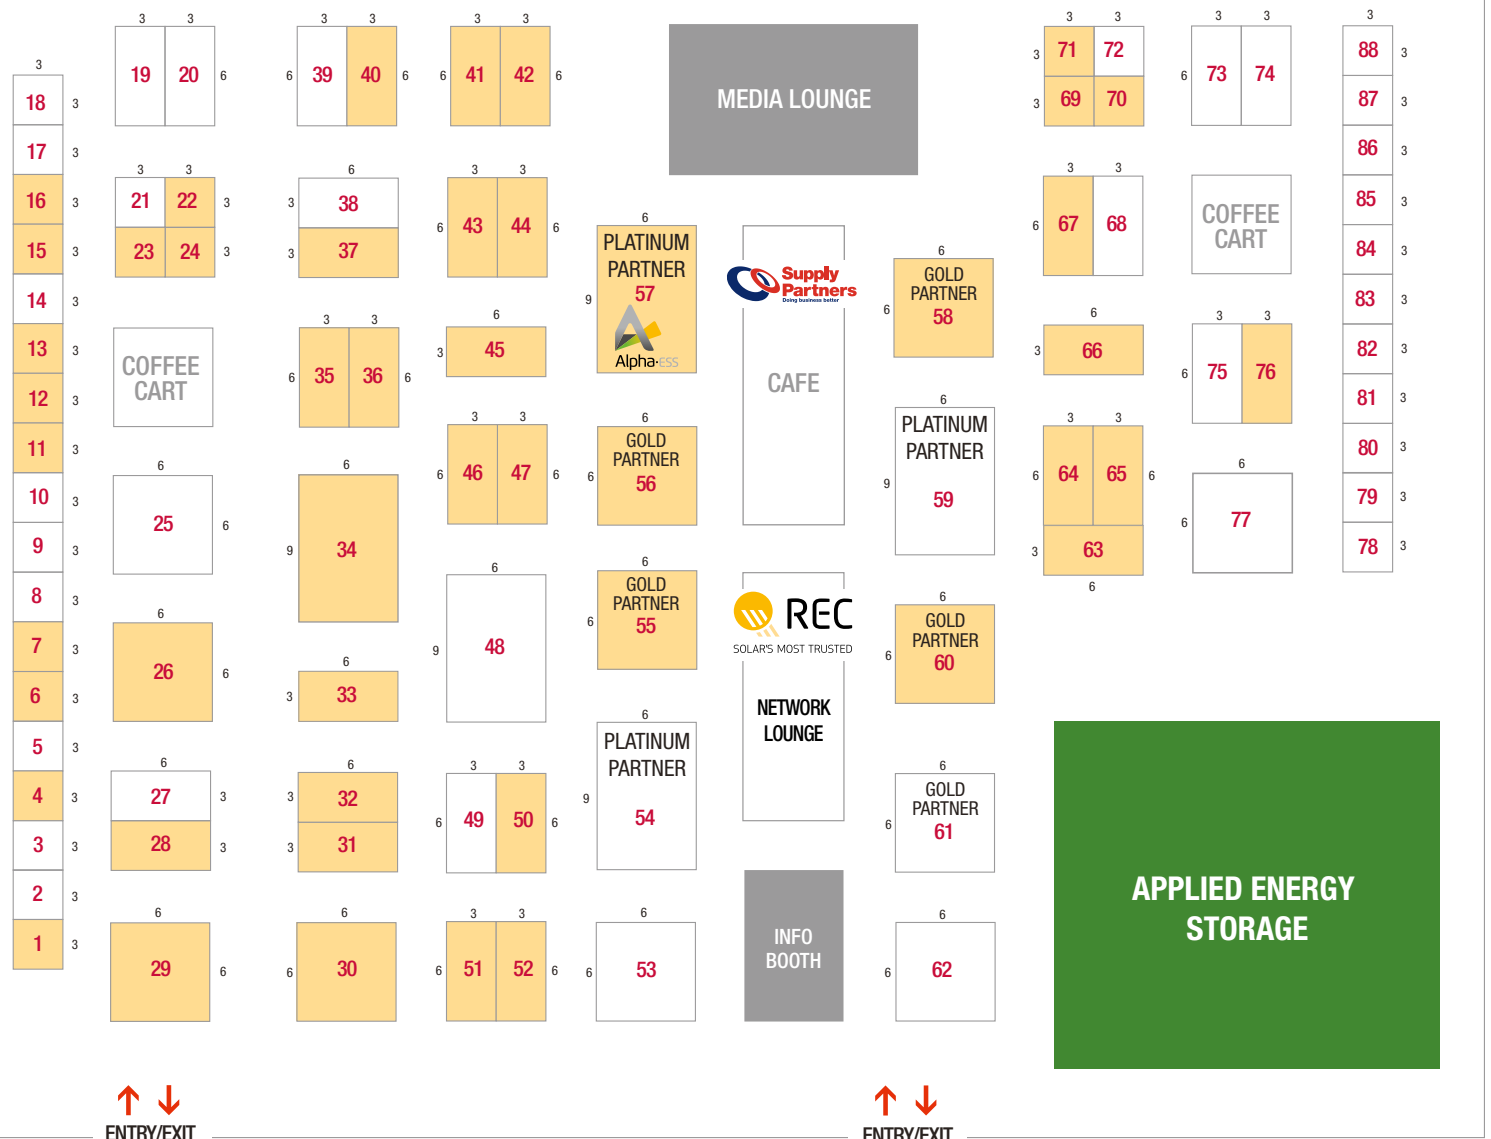 3 3 3 3 3 3 3 3 3 3 3
19 20 6
6 39 40 6
6 41 42 6
MEDIA LOUNGE
3 71 72
3 69 70
6 73 74
88 3
3
18 3
87 3
17 3
86 3
3 3
21 22 3
23 24 3
6
3 38
3 37
3 3
6 43 44 6
3 3
6 67 68
COFFEE
CART
16 3
85 3
15 3
84 3
14 3
83 3
6
PLATINUM
PARTNER
9 57
Alpha·ESS
Supply
Partners
Doing business better
CAFE
6
GOLD
PARTNER
6 58
13 3
82 3
12 3
81 3
11 3
80 3
COFFEE
CART
3 3
6 35 36 6
6
3 45
6
3 66
3 3
6 75 76
3 3
6 46 47 6
6
GOLD
PARTNER
6 56
6
PLATINUM
PARTNER
9 59
3 3
6 64 65 6
3 63
6
6
6 77
10 3
79 3
9 3
78 3
6
25 6
6
9 34
8 3
7 3
6 3
6
26 6
6
3 33
6
9 48
6
GOLD
PARTNER
6 55
REC
SOLAR'S MOST TRUSTED
NETWORK
LOUNGE
6
GOLD
PARTNER
6 60
5 3
4 3
3 3
2 3
1 3
6
27 3
28 3
6
3 32
3 31
3 3
6 49 50 6
6
PLATINUM
PARTNER
9 54
6
GOLD
PARTNER
6 61
APPLIED ENERGY
STORAGE
6
29 6
6
6 30
3 3
6 51 52 6
6
6 53
INFO
BOOTH
6
6 62
ENTRY/EXIT
ENTRY/EXIT